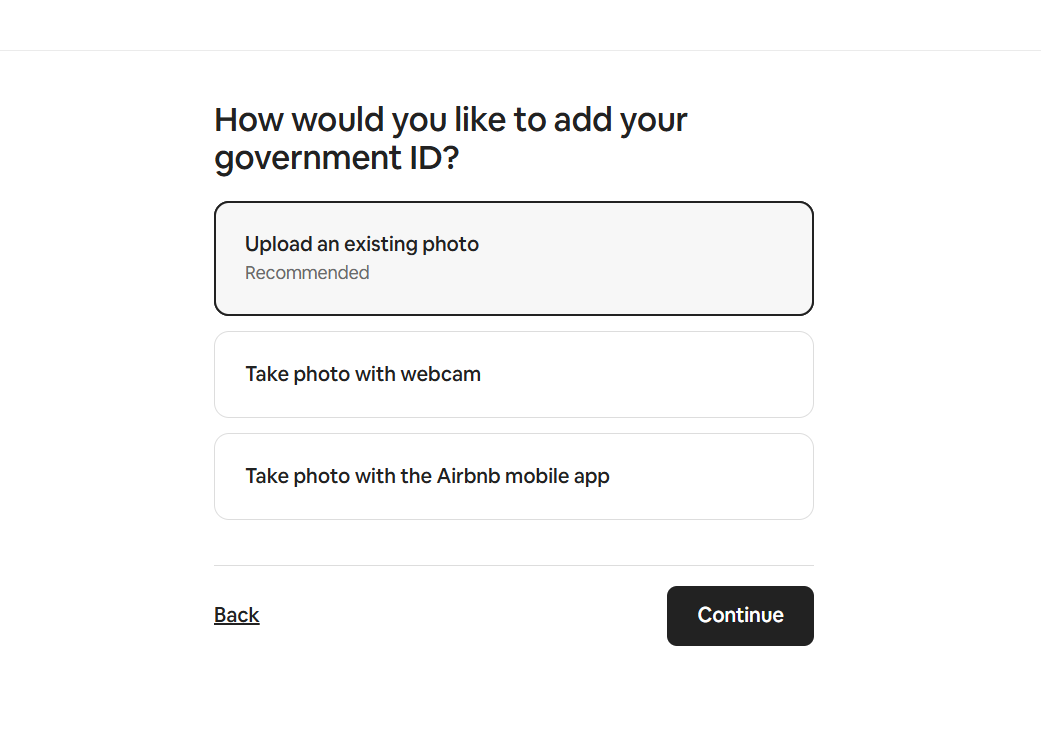 How would you like to add your
government ID?
Upload an existing photo
Recommended
Take photo with webcam
Take photo with the Airbnb mobile app
Back
Continue